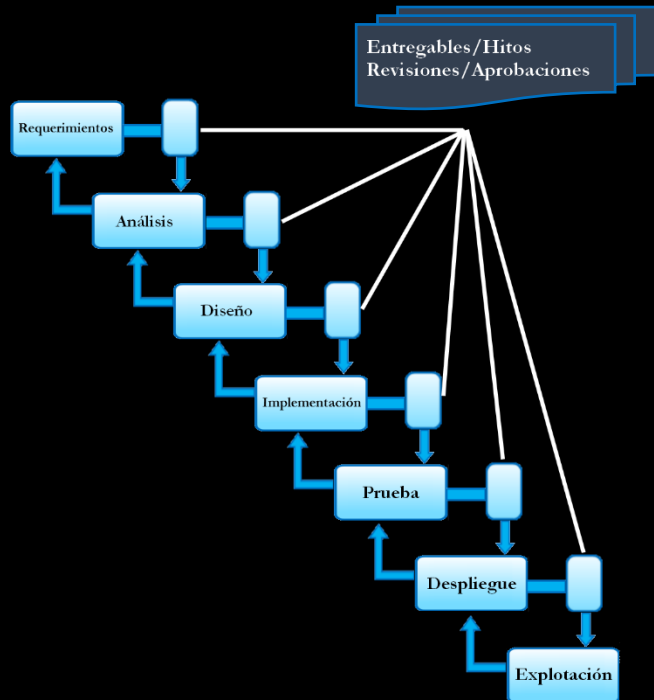 Entregables/Hitos
Revisiones/Aprobaciones
Requerimientos
Análisis
Diseño
Implementación
Prueba
Despliegue
Explotación